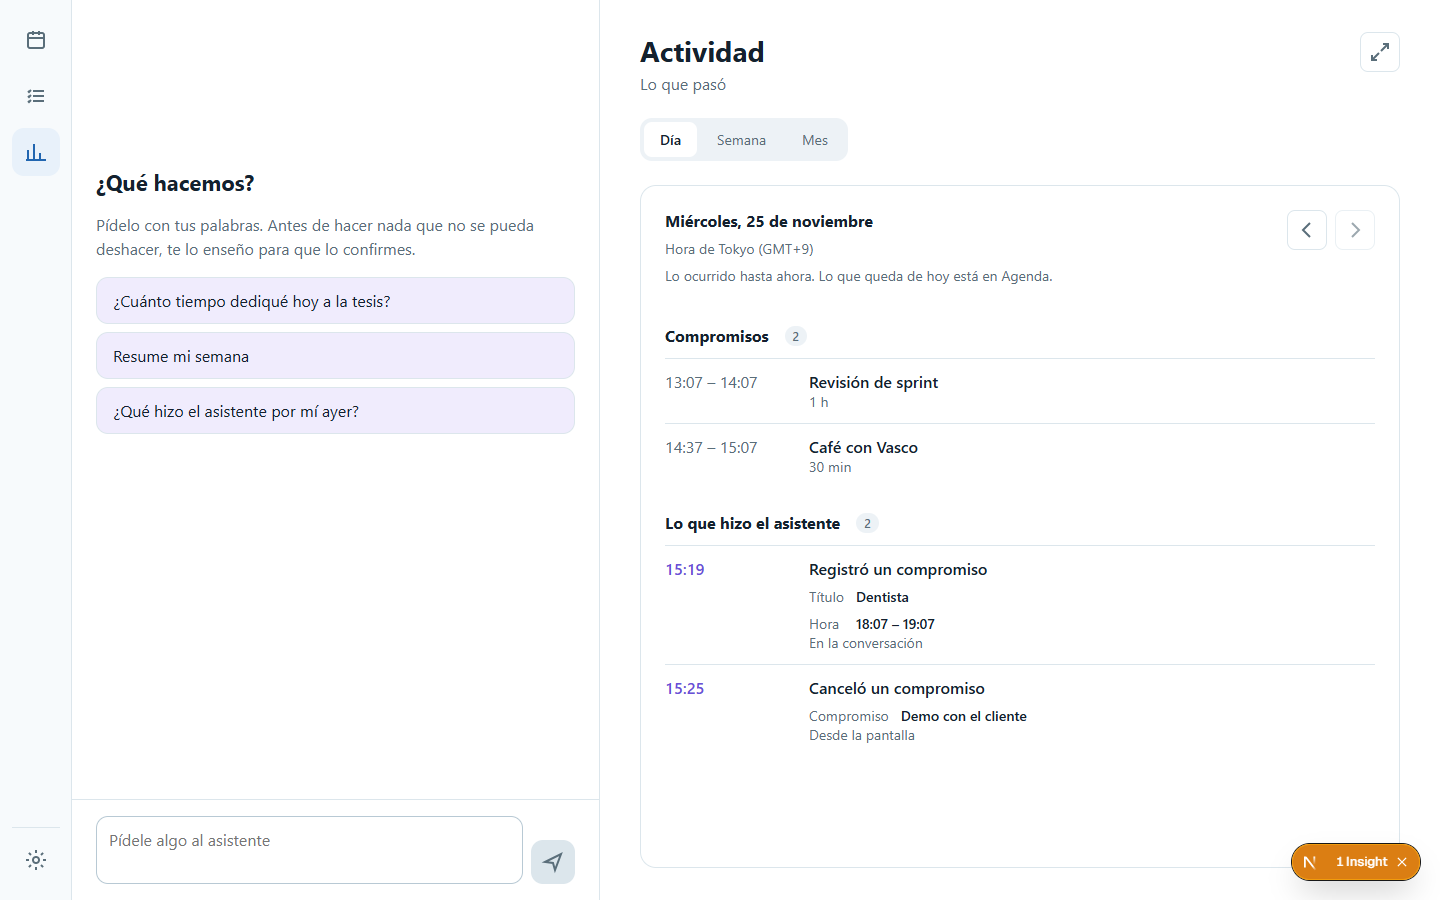 ¿Qué hacemos?
Pídelo con tus palabras. Antes de hacer nada que no se pueda
deshacer, te lo enseño para que lo confirmes.
¿Cuánto tiempo dediqué hoy a la tesis?
Resume mi semana
¿Qué hizo el asistente por mí ayer?
Pídele algo al asistente
Actividad
Lo que pasó
Día Semana Mes
Miércoles, 25 de noviembre
Hora de Tokyo (GMT+9)
Lo ocurrido hasta ahora. Lo que queda de hoy está en Agenda.
Compromisos 2
13:07 – 14:07 Revisión de sprint
1 h
14:37 – 15:07 Café con Vasco
30 min
Lo que hizo el asistente 2
15:19 Registró un compromiso
Título Dentista
Hora 18:07 – 19:07
En la conversación
15:25 Canceló un compromiso
Compromiso Demo con el cliente
Desde la pantalla
1 Insight